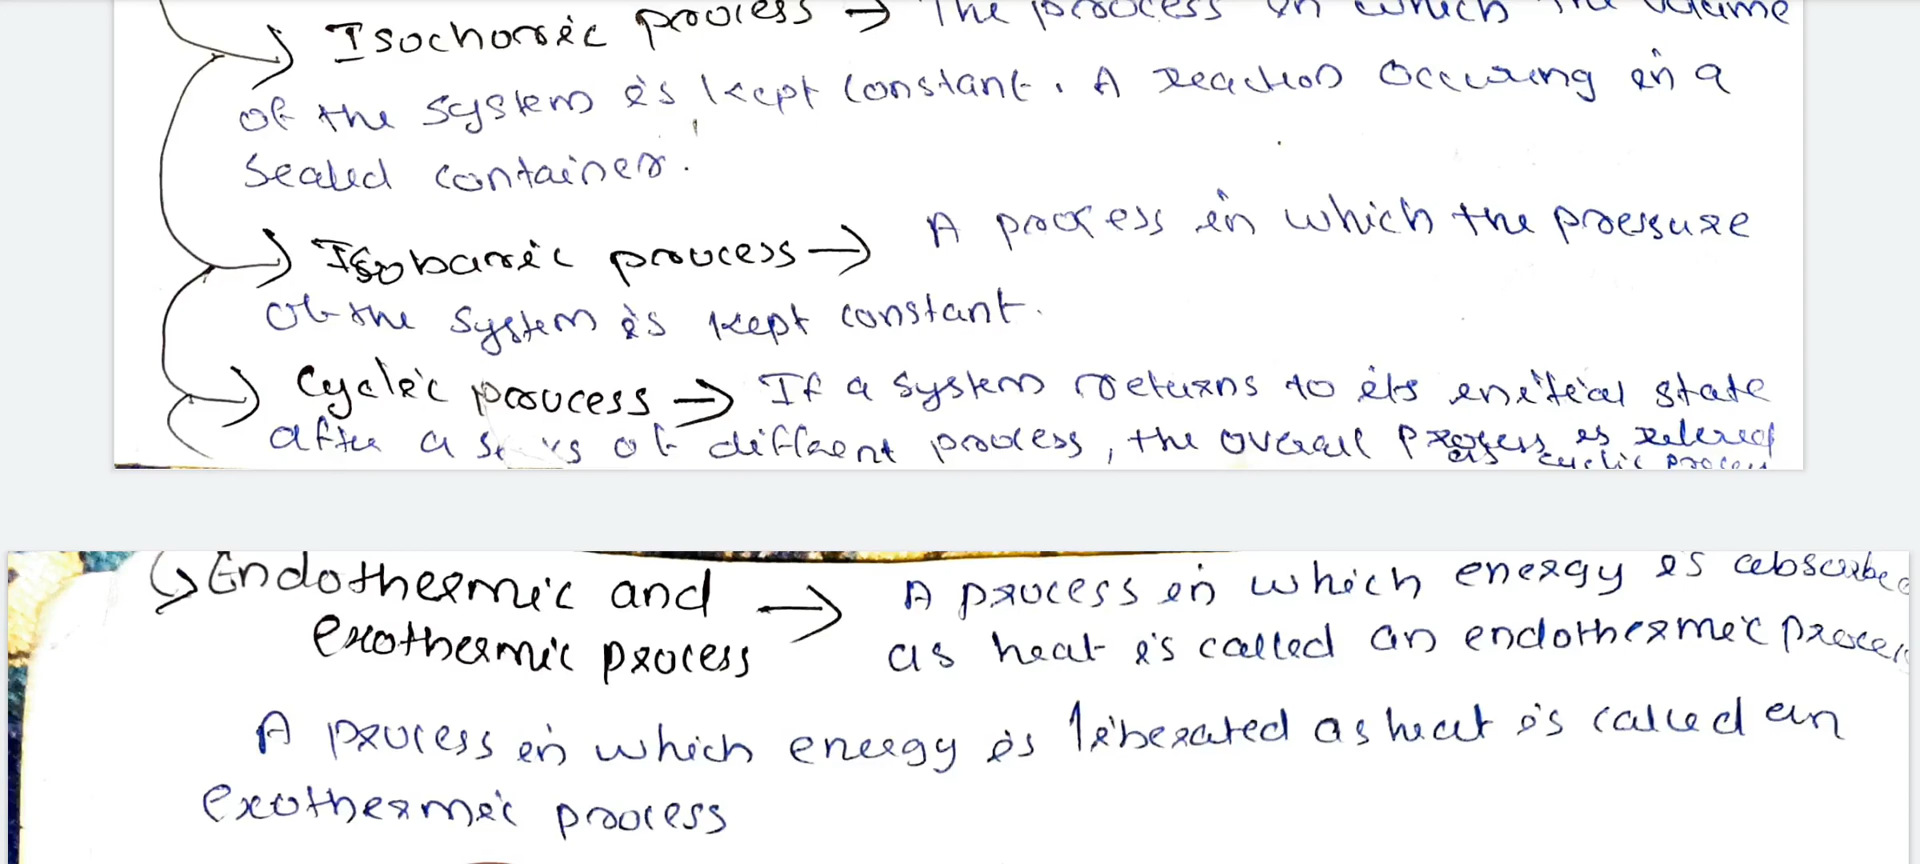 Isochoric process → The process in which the volume
of the system is kept constant. A reaction occuring in a
sealed container.
Isobaric process → A process in which the pressure
of the system is kept constant.
Cyclic process → If a system returns to its initial state
after a of different process, the overall process is refered
as cyclic process
Endothermic and → A process in which energy is absorbed
exothermic process as heat is called an endothermic process
A process in which energy is liberated as heat is called an
exothermic process